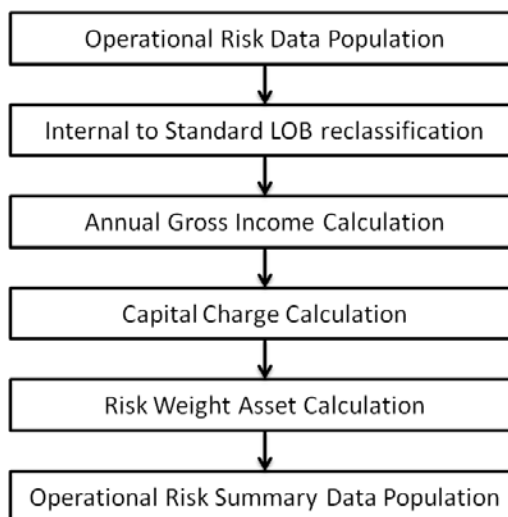 Operational Risk Data Population
Internal to Standard LOB reclassification
Annual Gross Income Calculation
Capital Charge Calculation
Risk Weight Asset Calculation
Operational Risk Summary Data Population